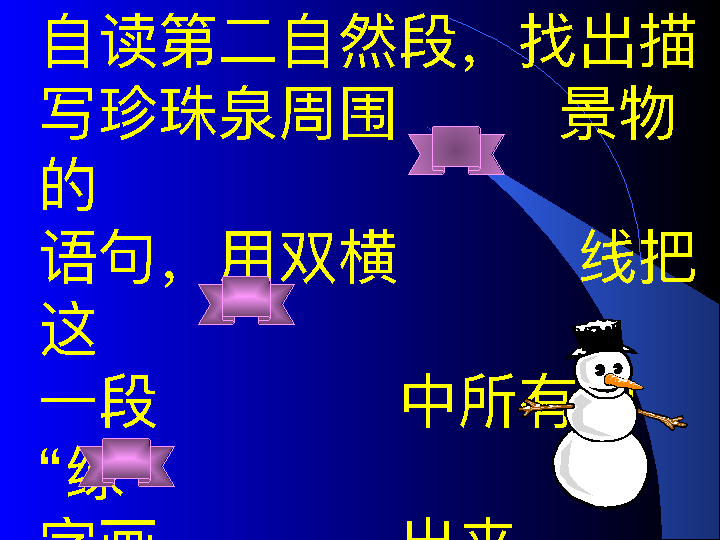 自读第二自然段，找出描
写珍珠泉周围 景物
的
语句，用双横 线把
这
一段 中所有
“绿
字画 出来